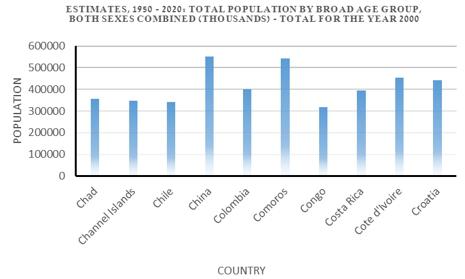 ESTIMATES, 1950 - 2020: TOTAL POPULATION BY BROAD AGE GROUP,
BOTH SEXES COMBINED (THOUSANDS) - TOTAL FOR THE YEAR 2000
600000
500000
400000
300000
200000
100000
0
POPULATION
Chad
Channel Islands
Chile
China
Colombia
Comoros
Congo
Costa Rica
Cote d'Ivoire
Croatia
COUNTRY